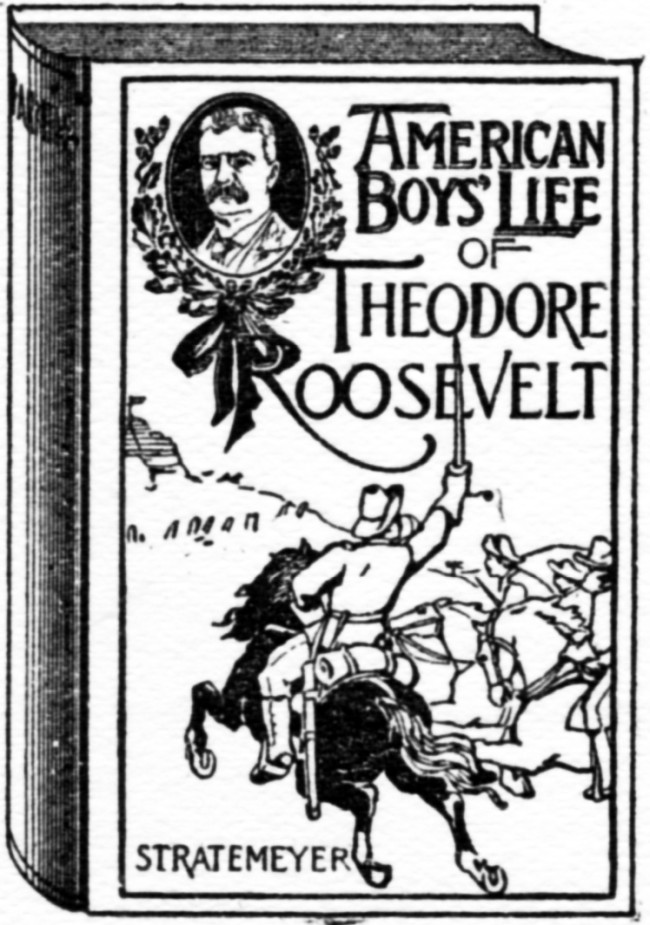 AMERICAN
BOYS' LIFE
OF
THEODORE
ROOSEVELT
STRATEMEYER